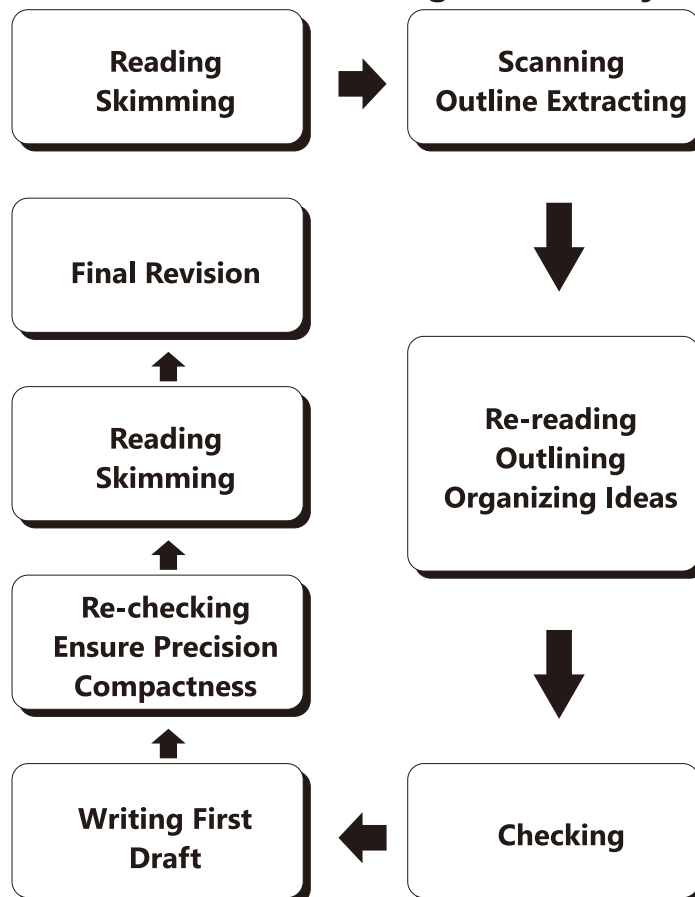 Reading
Skimming
Scanning
Outline Extracting
Re-reading
Outlining
Organizing Ideas
Checking
Writing First
Draft
Re-checking
Ensure Precision
Compactness
Reading
Skimming
Final Revision